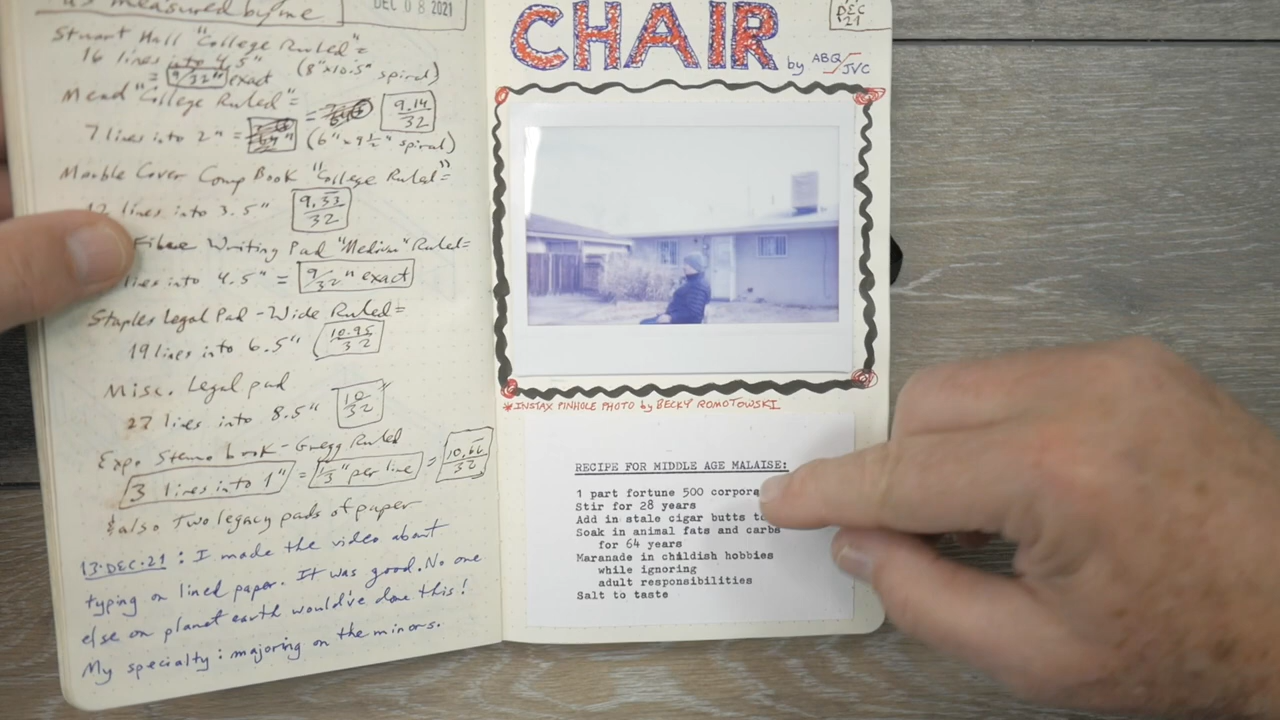 as measured by me
DEC 08 2021
Stuart Hall "College Ruled" =
16 lines into 4.5"
= 9/32" exact (8"x10.5" spiral)
Mead "College Ruled" = = 9.14/32
7 lines into 2" = (6" x 9 1/2" spiral)
Marble Cover Comp Book "College Ruled" =
12 lines into 3.5" 9.33/32
Fiber Writing Pad "Medium" Ruled =
lines into 4.5" = 9/32" exact
Staples Legal Pad - Wide Ruled =
19 lines into 6.5" 10.95/32
Misc. Legal pad
27 lines into 8.5" 10/32
Expo Steno book - Gregg Ruled
3 lines into 1" = 1/3" per line = 10.66/32
& also Two legacy pads of paper
13.DEC.21 : I made the video about
typing on lined paper. It was good. No one
else on planet earth would've done this!
My specialty: majoring on the minors.
CHAIR
by ABQ/JVC
DEC
21
*INSTAX PINHOLE PHOTO by BECKY ROMOTOWSKI
RECIPE FOR MIDDLE AGE MALAISE:
1 part fortune 500
Stir for 28 years
Add in stale cigar butts
Soak in animal fats and carbs
for 64 years
Maranade in childish hobbies
while ignoring
adult responsibilities
Salt to taste